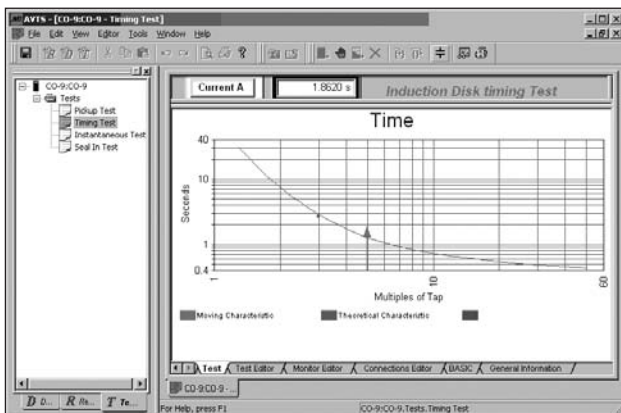 AVTS - [CO-9:CO-9 - Timing Test]
File Edit View Editor Tools Window Help
CO-9:CO-9
Tests
Pickup Test
Timing Test
Instantaneous Test
Seal In Test
Current A
1.8620 s
Induction Disk timing Test
Time
40
10
1
0.4
Seconds
1
10
60
Multiples of Tap
Moving Characteristic
Theoretical Characteristic
Test
Test Editor
Monitor Editor
Connections Editor
BASIC
General Information
D D...
R Re...
T Te...
CO-9:CO-9 - ...
For Help, press F1
CO-9:CO-9.Tests.Timing Test